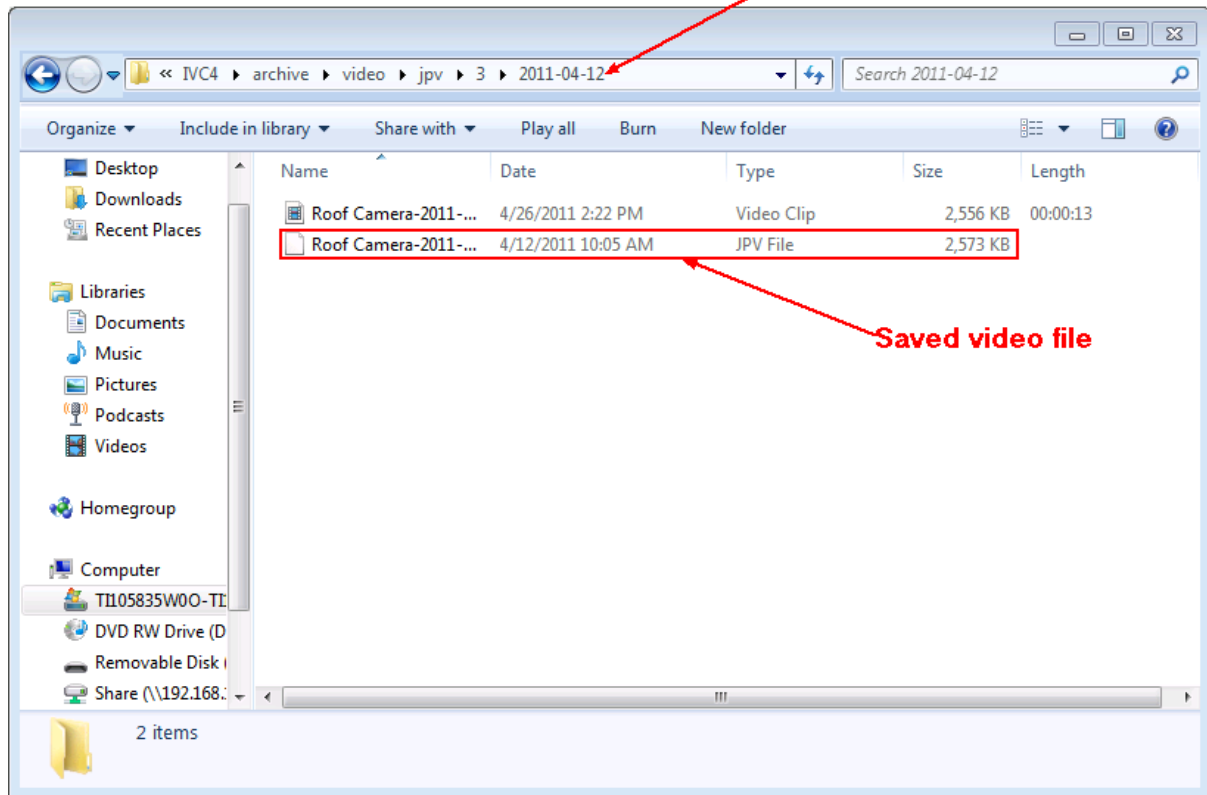 « IVC4 ▸ archive ▸ video ▸ jpv ▸ 3 ▸ 2011-04-12 Search 2011-04-12
Organize Include in library Share with Play all Burn New folder
Name Date Type Size Length
Roof Camera-2011-... 4/26/2011 2:22 PM Video Clip 2,556 KB 00:00:13
Roof Camera-2011-... 4/12/2011 10:05 AM JPV File 2,573 KB
Saved video file
Desktop
Downloads
Recent Places
Libraries
Documents
Music
Pictures
Podcasts
Videos
Homegroup
Computer
TI105835W0O-TI
DVD RW Drive (D
Removable Disk (
Share (\\192.168.
2 items